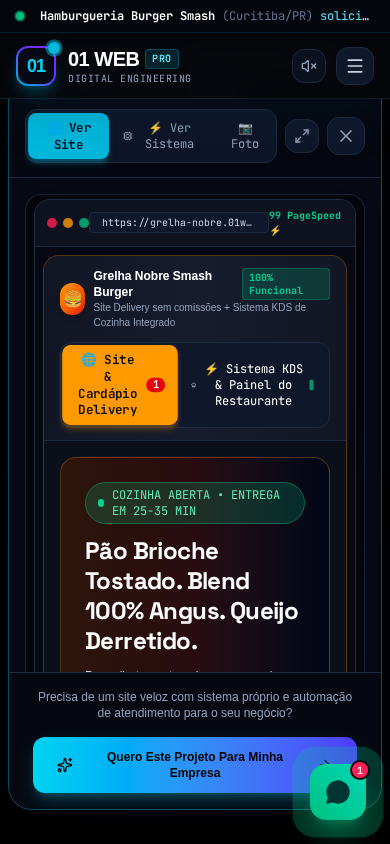 Hamburgueria Burger Smash (Curitiba/PR) solici…
01 01 WEB PRO
DIGITAL ENGINEERING
🌐 Ver Site
⚡ Ver Sistema
📷 Foto
https://grelha-nobre.01w…
99 PageSpeed ⚡
Grelha Nobre Smash Burger
100% Funcional
Site Delivery sem comissões + Sistema KDS de
Cozinha Integrado
🌐 Site
&
Cardápio
Delivery
1
⚡ Sistema KDS
& Painel do
Restaurante
COZINHA ABERTA • ENTREGA
EM 25-35 MIN
Pão Brioche
Tostado. Blend
100% Angus. Queijo
Derretido.
Precisa de um site veloz com sistema próprio e automação
de atendimento para o seu negócio?
Quero Este Projeto Para Minha
Empresa
1